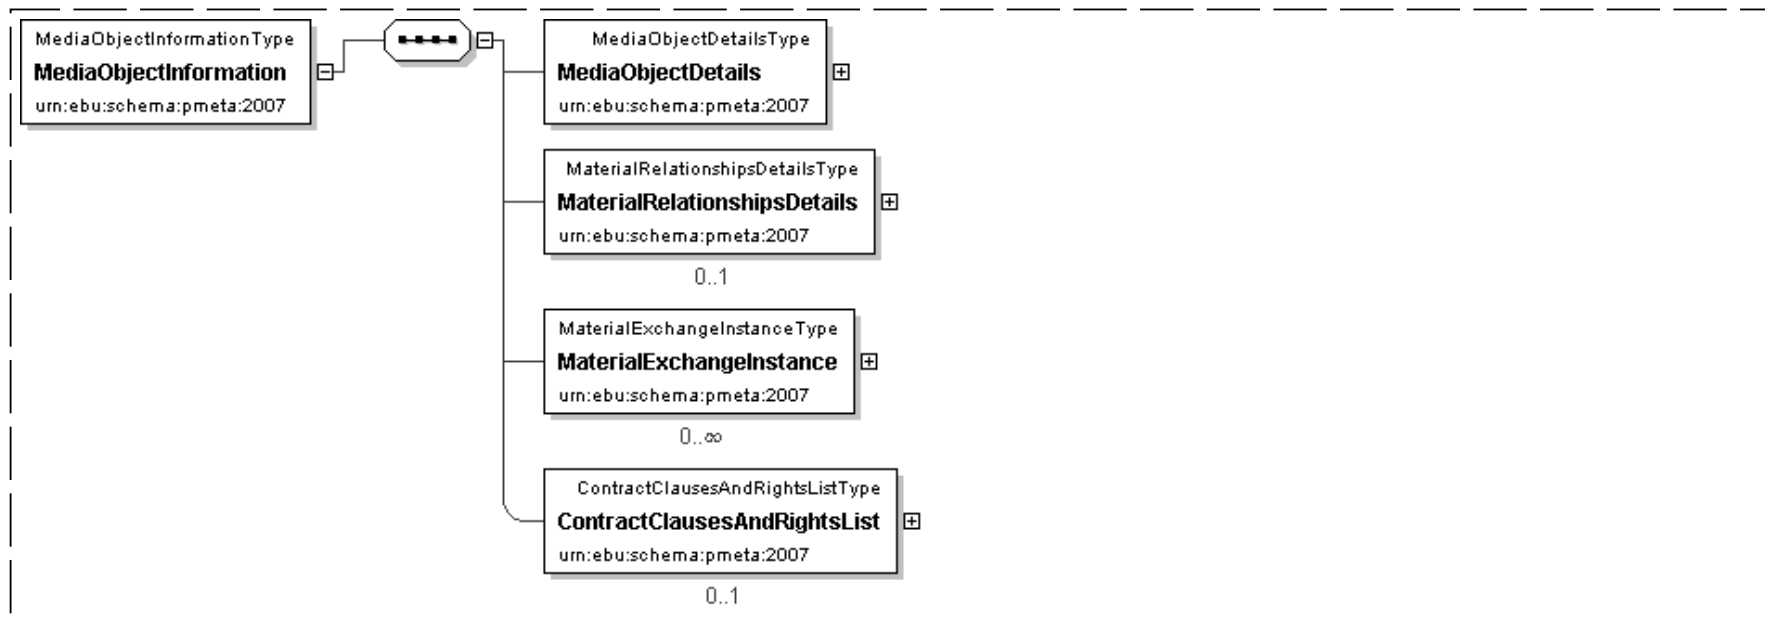 MediaObjectInformationType
MediaObjectInformation
urn:ebu:schema:pmeta:2007
MediaObjectDetailsType
MediaObjectDetails
urn:ebu:schema:pmeta:2007
MaterialRelationshipsDetailsType
MaterialRelationshipsDetails
urn:ebu:schema:pmeta:2007
0..1
MaterialExchangeInstanceType
MaterialExchangeInstance
urn:ebu:schema:pmeta:2007
0..∞
ContractClausesAndRightsListType
ContractClausesAndRightsList
urn:ebu:schema:pmeta:2007
0..1